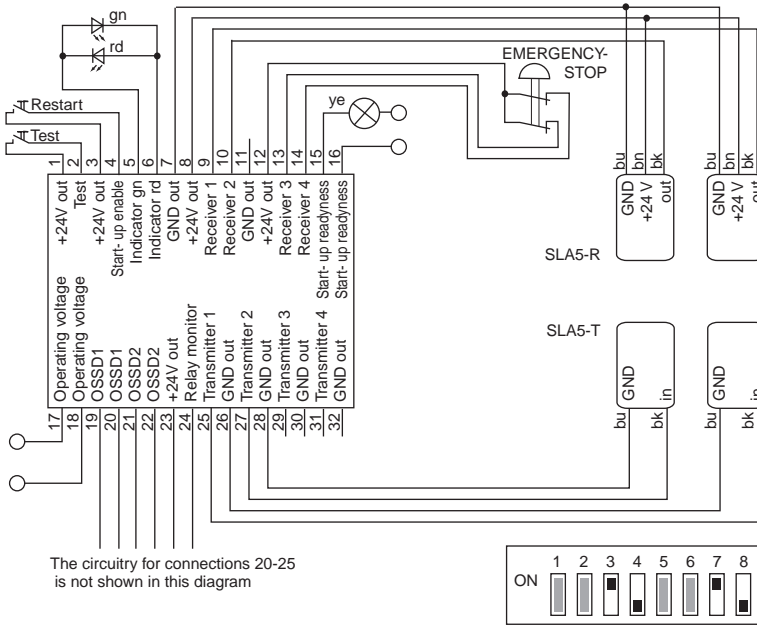 gn
rd
Restart
Test
EMERGENCY-
STOP
ye
1 2 3 4 5 6 7 8 9 10 11 12 13 14 15 16
+24V out
Test
+24V out
Start- up enable
Indicator gn
Indicator rd
GND out
+24V out
Receiver 1
Receiver 2
GND out
+24V out
Receiver 3
Receiver 4
Start- up readyness
Start- up readyness
Operating voltage
Operating voltage
OSSD1
OSSD1
OSSD2
OSSD2
+24V out
Relay monitor
Transmitter 1
GND out
Transmitter 2
GND out
Transmitter 3
GND out
Transmitter 4
GND out
17 18 19 20 21 22 23 24 25 26 27 28 29 30 31 32
bu bn bk
GND
+24 V
out
bu bn bk
GND
+24 V
out
SLA5-R
SLA5-T
GND
in
bu bk
GND
in
bu bk
The circuitry for connections 20-25
is not shown in this diagram
ON 1 2 3 4 5 6 7 8